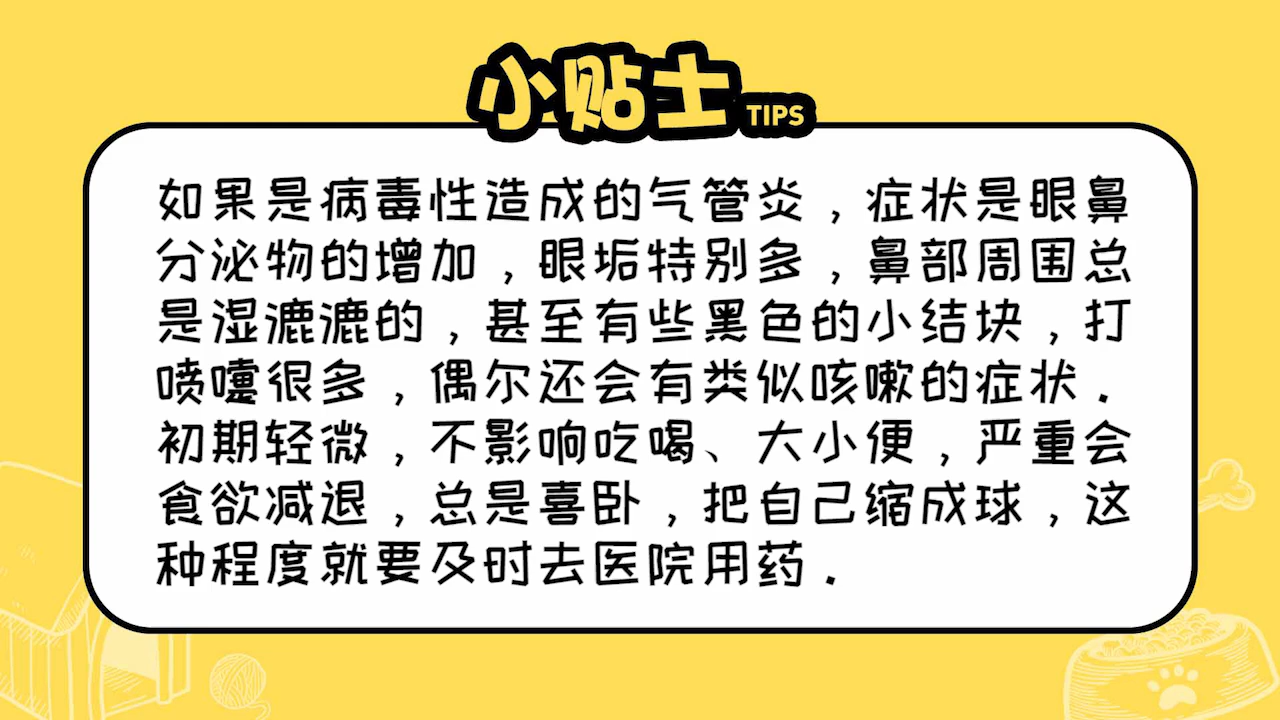 小贴士 TIPS
如果是病毒性造成的气管炎，症状是眼鼻
分泌物的增加，眼垢特别多，鼻部周围总
是湿漉漉的，甚至有些黑色的小结块，打
喷嚏很多，偶尔还会有类似咳嗽的症状．
初期轻微，不影响吃喝、大小便，严重会
食欲减退，总是喜卧，把自己缩成球，这
种程度就要及时去医院用药．